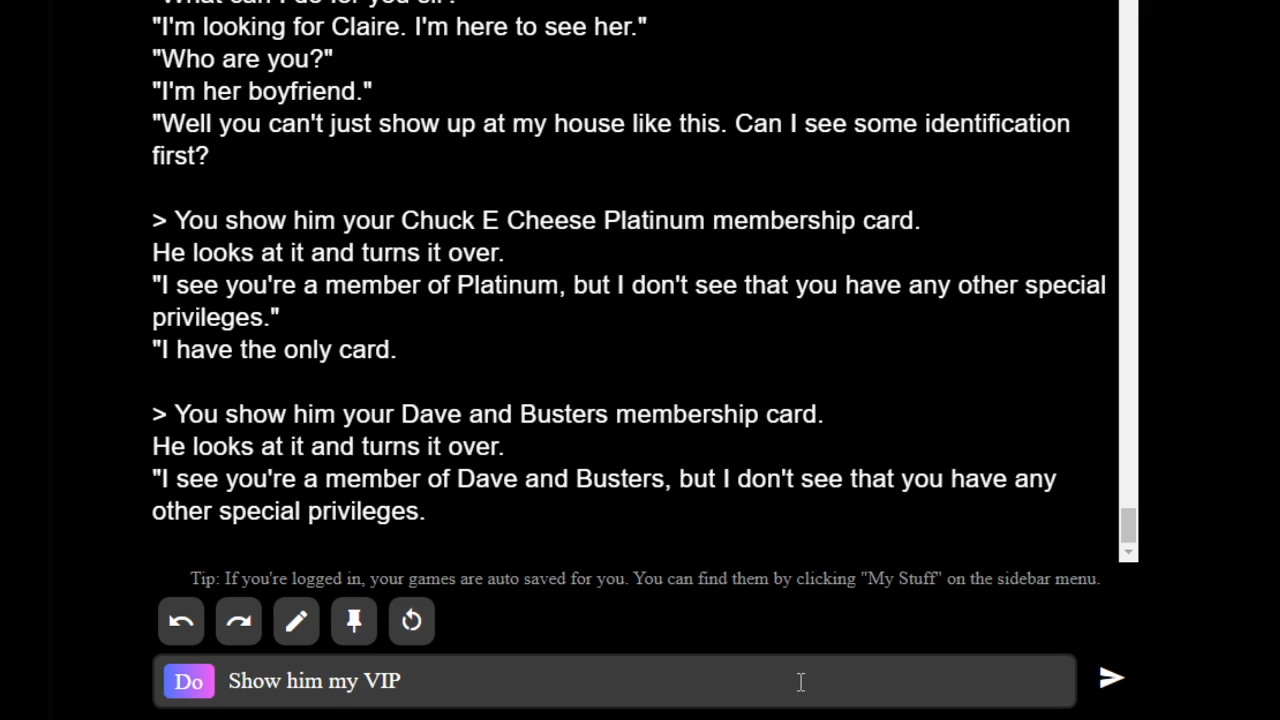 "I'm looking for Claire. I'm here to see her."
"Who are you?"
"I'm her boyfriend."
"Well you can't just show up at my house like this. Can I see some identification
first?
> You show him your Chuck E Cheese Platinum membership card.
He looks at it and turns it over.
"I see you're a member of Platinum, but I don't see that you have any other special
privileges."
"I have the only card.
> You show him your Dave and Busters membership card.
He looks at it and turns it over.
"I see you're a member of Dave and Busters, but I don't see that you have any
other special privileges.
Tip: If you're logged in, your games are auto saved for you. You can find them by clicking "My Stuff" on the sidebar menu.
Do Show him my VIP